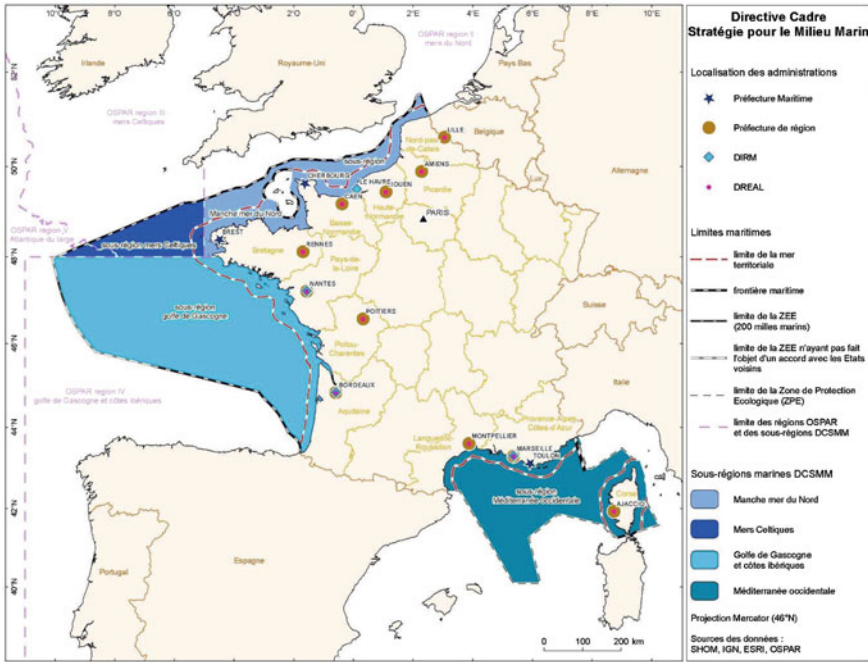 10°O
8°O
6°O
4°O
2°O
0°
2°E
4°E
6°E
8°E
10°E
52°N
50°N
48°N
46°N
44°N
42°N
40°N
Irlande
Royaume-Uni
OSPAR région II
mers du Nord
Pays Bas
OSPAR region III
mers Celtiques
LILLE
Belgique
Nord-pas-
de-Calais
Allemagne
sous-région
CHERBOURG
LE HAVRE
ROUEN
AMIENS
Picardie
Lux.
CAEN
Haute-
Normandie
Manche mer du Nord
PARIS
OSPAR région V
Atlantique du large
sous-région mers Celtiques
BREST
Basse-
Normandie
Bretagne
RENNES
Pays-de-
la-Loire
NANTES
sous-région
golfe de Gascogne
POITIERS
Suisse
Poitou-
Charentes
OSPAR region IV
golfe de Gascogne et côtes ibériques
BORDEAUX
Aquitaine
Italie
Provence-Alpes
Côtes-d'Azur
Languedoc-
Roussillon
MONTPELLIER
MARSEILLE
TOULON
sous-région
Méditerranée occidentale
Corse
AJACCIO
Portugal
Espagne
0 100 200 km
Directive Cadre
Stratégie pour le Milieu Marin
Localisation des administrations
Préfecture Maritime
Préfecture de région
DIRM
DREAL
Limites maritimes
limite de la mer
territoriale
frontière maritime
limite de la ZEE
(200 milles marins)
limite de la ZEE n'ayant pas fait
l'objet d'un accord avec les Etats
voisins
limite de la Zone de Protection
Ecologique (ZPE)
limite des régions OSPAR
et des sous-régions DCSMM
Sous-régions marines DCSMM
Manche mer du Nord
Mers Celtiques
Golfe de Gascogne
et côtes ibériques
Méditerranée occidentale
Projection Mercator (46°N)
Sources des données :
SHOM, IGN, ESRI, OSPAR